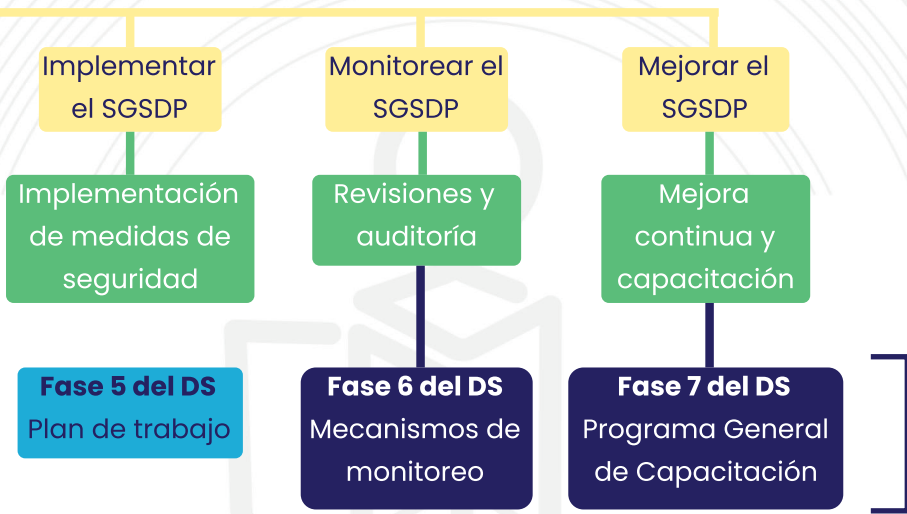 Implementar
el SGSDP
Monitorear el
SGSDP
Mejorar el
SGSDP
Implementación
de medidas de
seguridad
Revisiones y
auditoría
Mejora
continua y
capacitación
Fase 5 del DS
Plan de trabajo
Fase 6 del DS
Mecanismos de
monitoreo
Fase 7 del DS
Programa General
de Capacitación